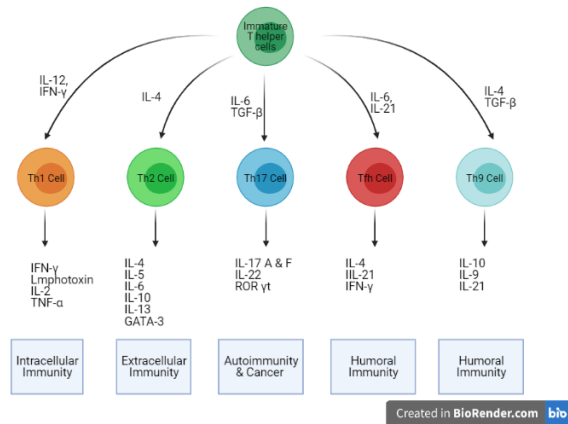 Immature
T helper
cells
IL-12,
IFN-γ
IL-4
IL-6
TGF-β
IL-6,
IL-21
IL-4
TGF-β
Th1 Cell
Th2 Cell
Th17 Cell
Tfh Cell
Th9 Cell
IFN-γ
Lmphotoxin
IL-2
TNF-α
IL-4
IL-5
IL-6
IL-10
IL-13
GATA-3
IL-17 A & F
IL-22
ROR γt
IL-4
IIL-21
IFN-γ
IL-10
IL-9
IL-21
Intracellular
Immunity
Extracellular
Immunity
Autoimmunity
& Cancer
Humoral
Immunity
Humoral
Immunity
Created in BioRender.com bio